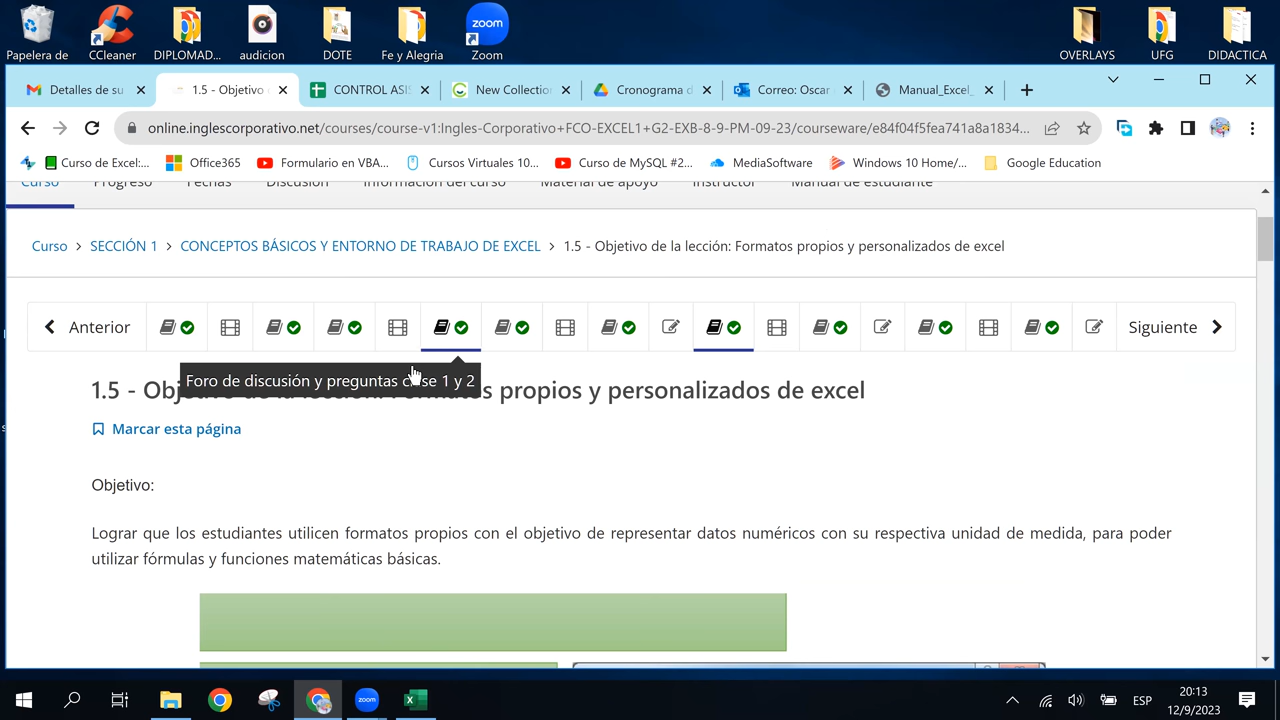 Papelera de
CCleaner
DIPLOMAD...
audicion
DOTE
Fe y Alegria
Zoom
zoom
OVERLAYS
UFG
DIDACTICA
Detalles de su
1.5 - Objetivo
CONTROL ASIS
New Collectio
Cronograma d
Correo: Oscar
Manual_Excel_
online.inglescorporativo.net/courses/course-v1:Ingles-Corporativo+FCO-EXCEL1+G2-EXB-8-9-PM-09-23/courseware/e84f04f5fea741a8a1834...
Curso de Excel:...
Office365
Formulario en VBA...
Cursos Virtuales 10...
Curso de MySQL #2...
MediaSoftware
Windows 10 Home/...
Google Education
Curso
Progreso
Fechas
Discusión
Información del curso
Material de apoyo
Instructor
Manual de estudiante
Curso > SECCIÓN 1 > CONCEPTOS BÁSICOS Y ENTORNO DE TRABAJO DE EXCEL > 1.5 - Objetivo de la lección: Formatos propios y personalizados de excel
Anterior
Siguiente
Foro de discusión y preguntas clase 1 y 2
1.5 - Obj s propios y personalizados de excel
Marcar esta página
Objetivo:
Lograr que los estudiantes utilicen formatos propios con el objetivo de representar datos numéricos con su respectiva unidad de medida, para poder
utilizar fórmulas y funciones matemáticas básicas.
zoom
ESP
20:13
12/9/2023